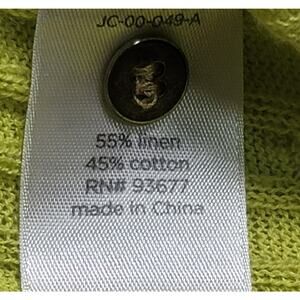 JC-00-049-A
55% linen
45% cotton
RN# 93677
made in China